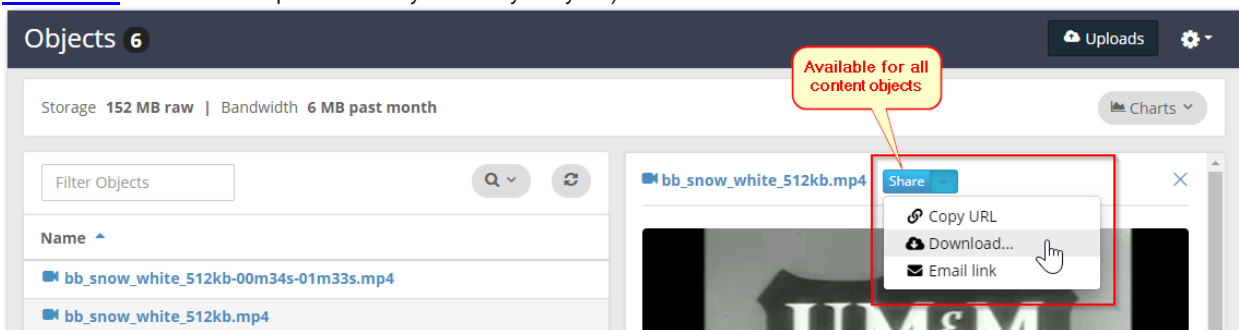 Objects 6
Uploads
Available for all
content objects
Storage 152 MB raw | Bandwidth 6 MB past month
Charts
Filter Objects
bb_snow_white_512kb.mp4
Share
Copy URL
Name
Download...
Email link
bb_snow_white_512kb-00m34s-01m33s.mp4
bb_snow_white_512kb.mp4
UM&M